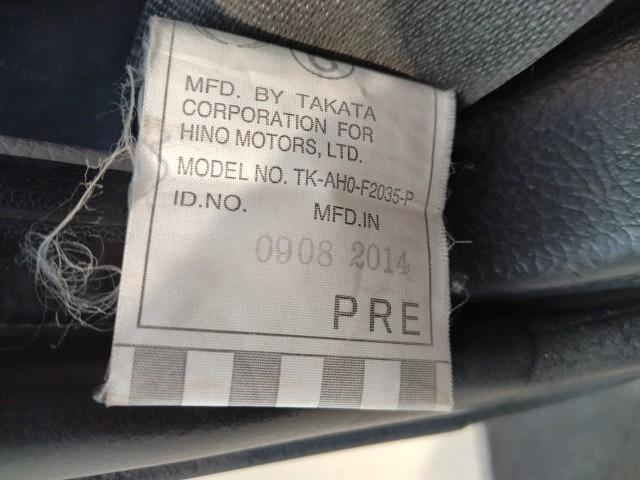 MFD. BY TAKATA
CORPORATION FOR
HINO MOTORS, LTD.
MODEL NO. TK-AH0-F2035-P
ID.NO. MFD.IN
0908 2014
PRE